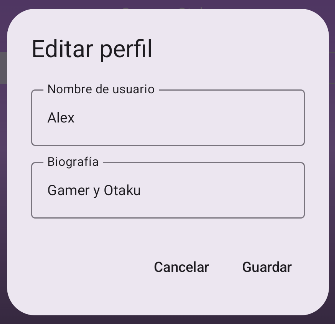 Editar perfil
Nombre de usuario
Alex
Biografía
Gamer y Otaku
Cancelar Guardar